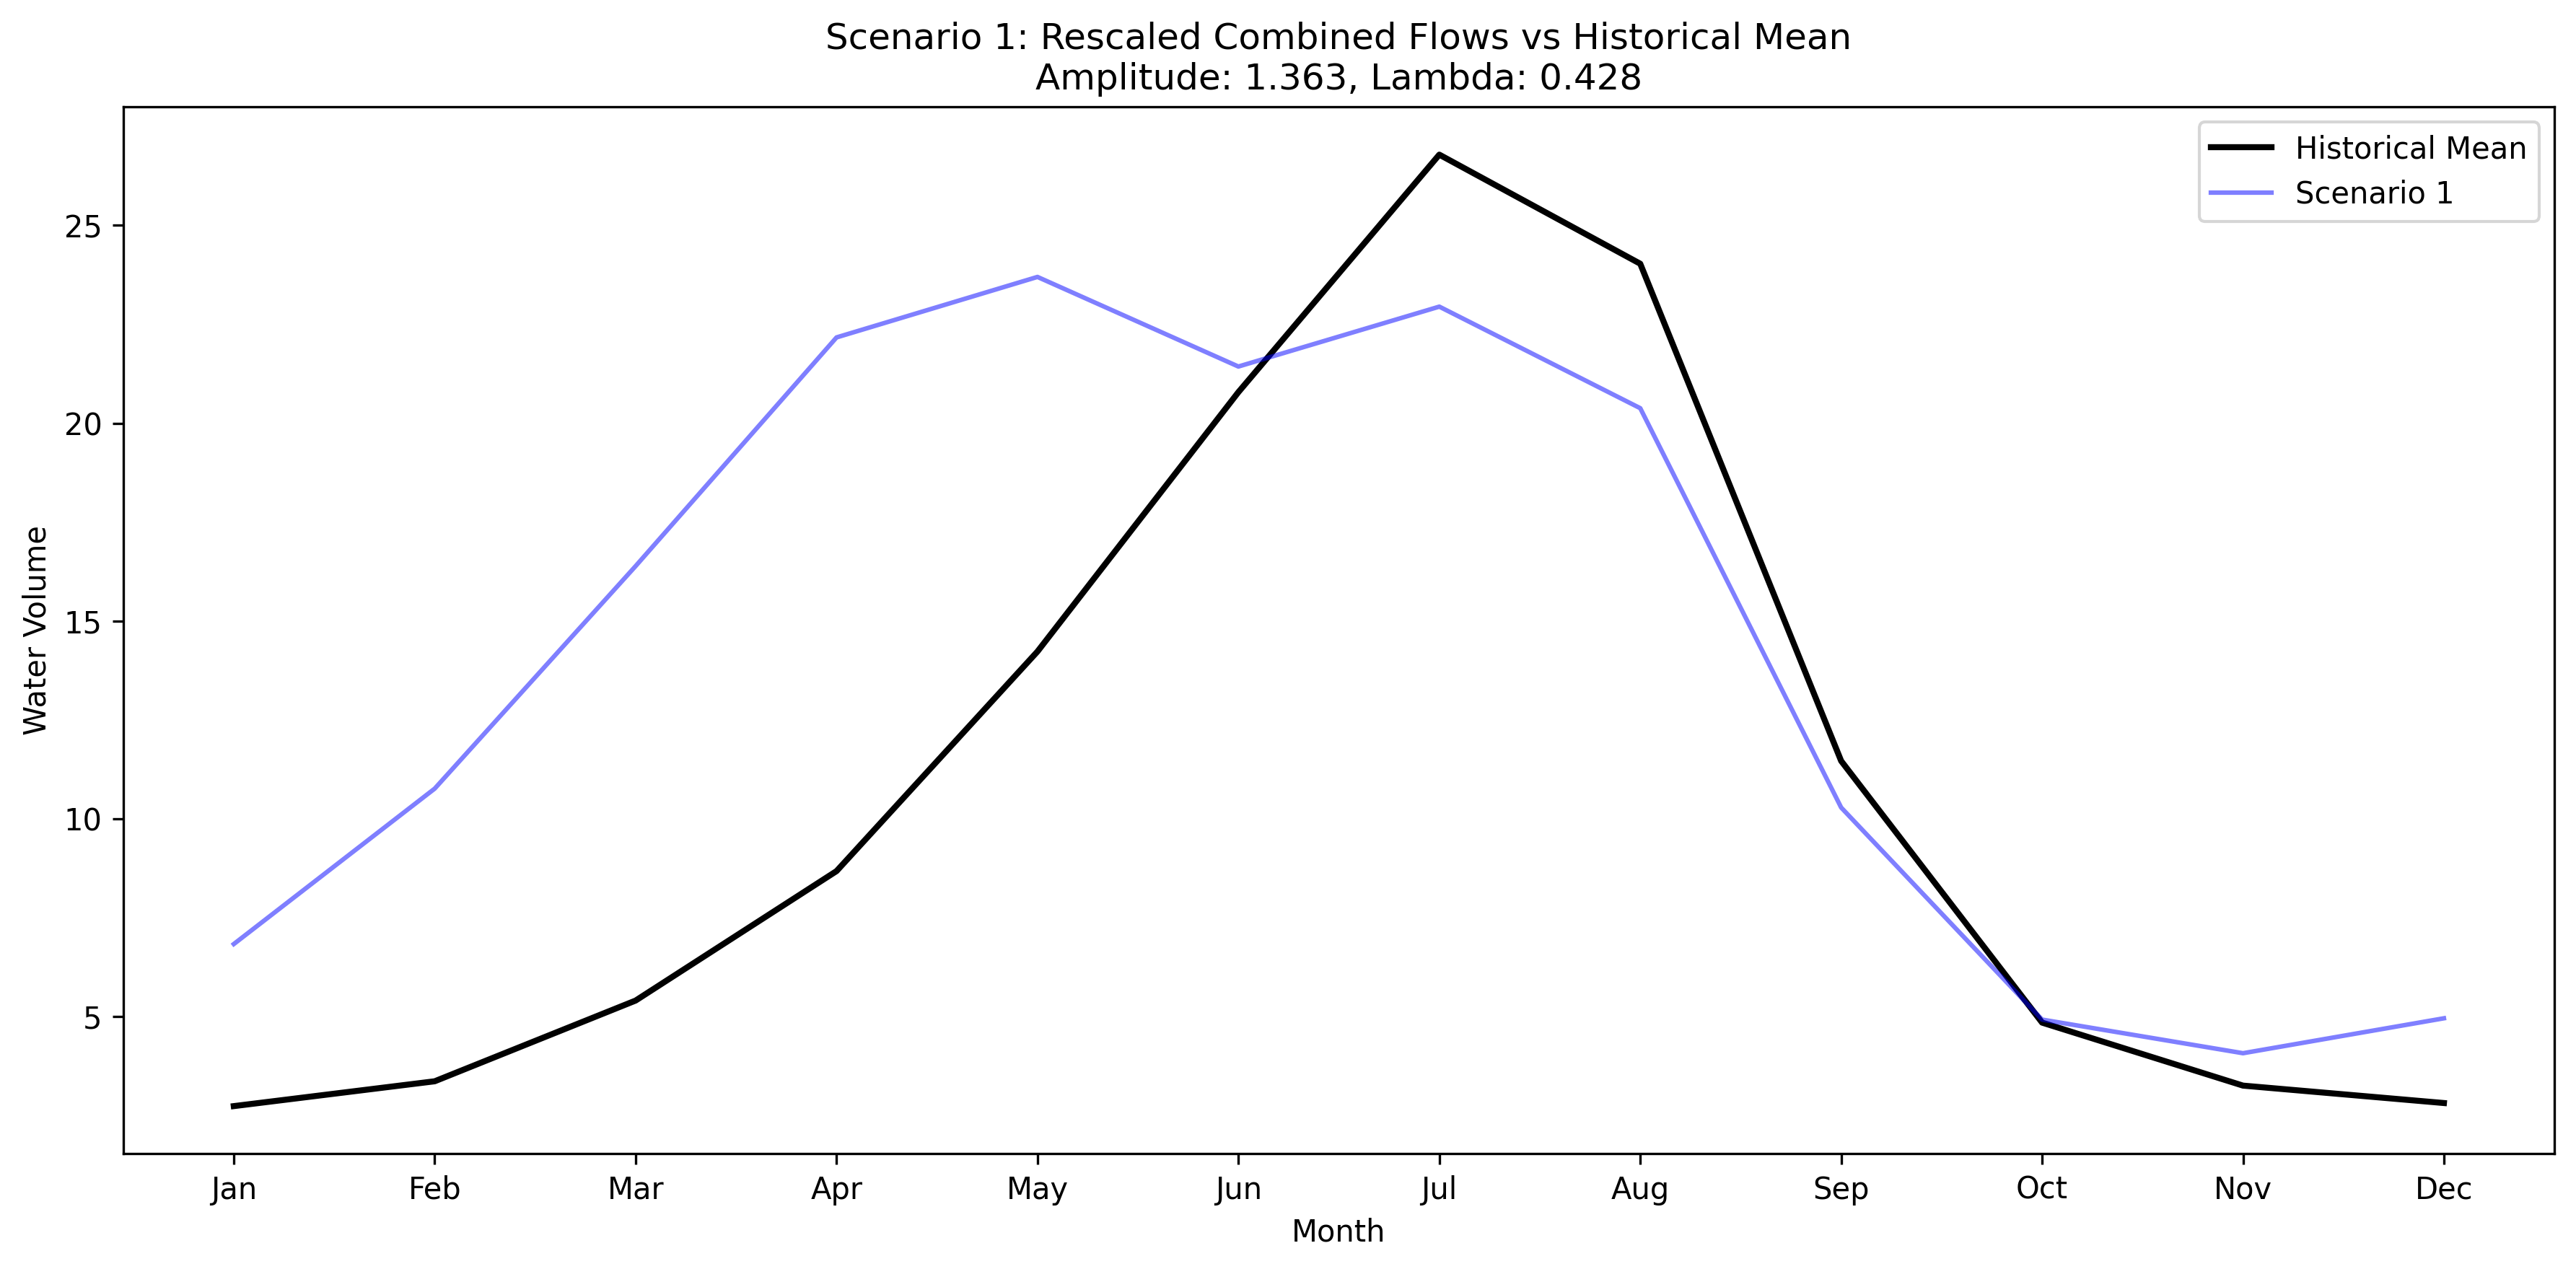 Scenario 1: Rescaled Combined Flows vs Historical Mean
Amplitude: 1.363, Lambda: 0.428
Historical Mean
Scenario 1
25
20
15
10
5
Water Volume
Jan Feb Mar Apr May Jun Jul Aug Sep Oct Nov Dec
Month